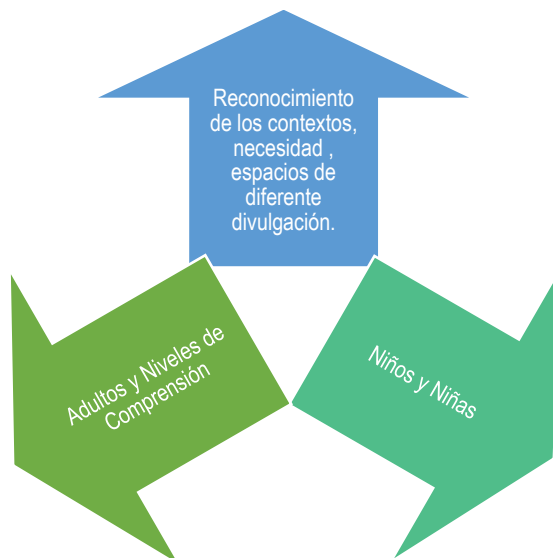 Reconocimiento
de los contextos,
necesidad ,
espacios de
diferente
divulgación.
Adultos y Niveles de
Comprensión
Niños y Niñas